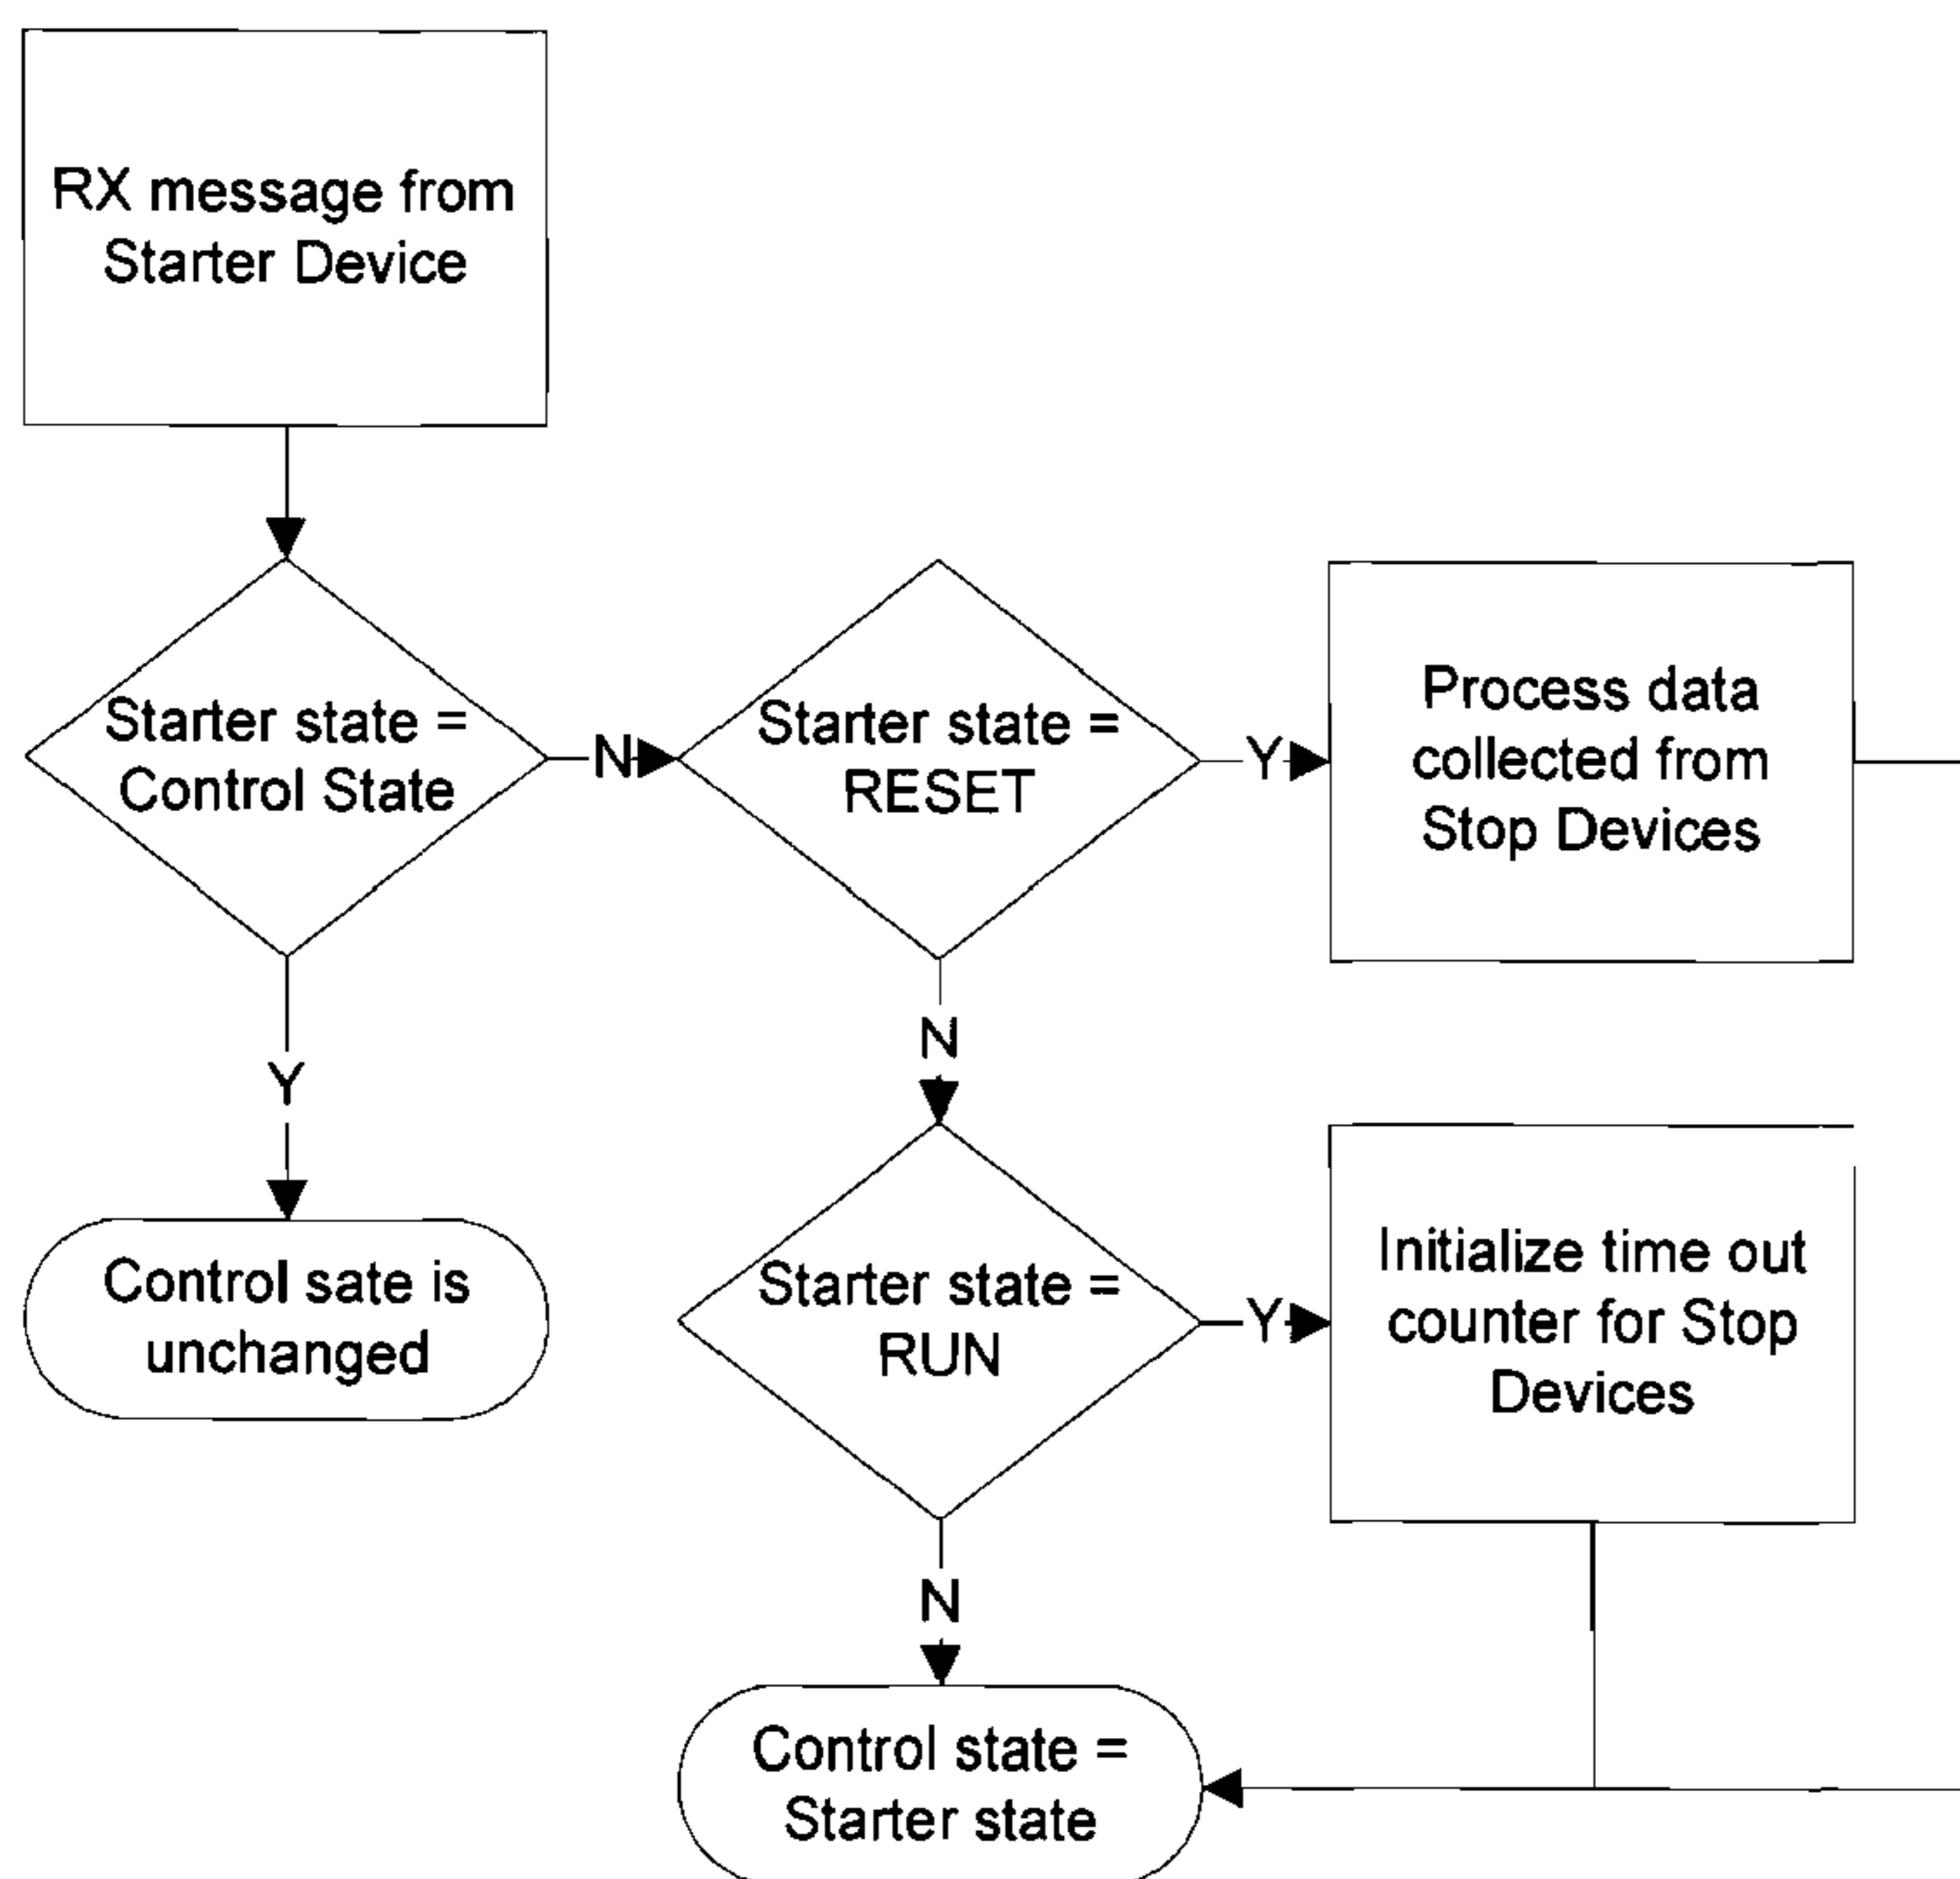 RX message from
Starter Device
Starter state =
Control State
N
Starter state =
RESET
Y
Process data
collected from
Stop Devices
Y
N
Control sate is
unchanged
Starter state =
RUN
Y
Initialize time out
counter for Stop
Devices
N
Control state =
Starter state